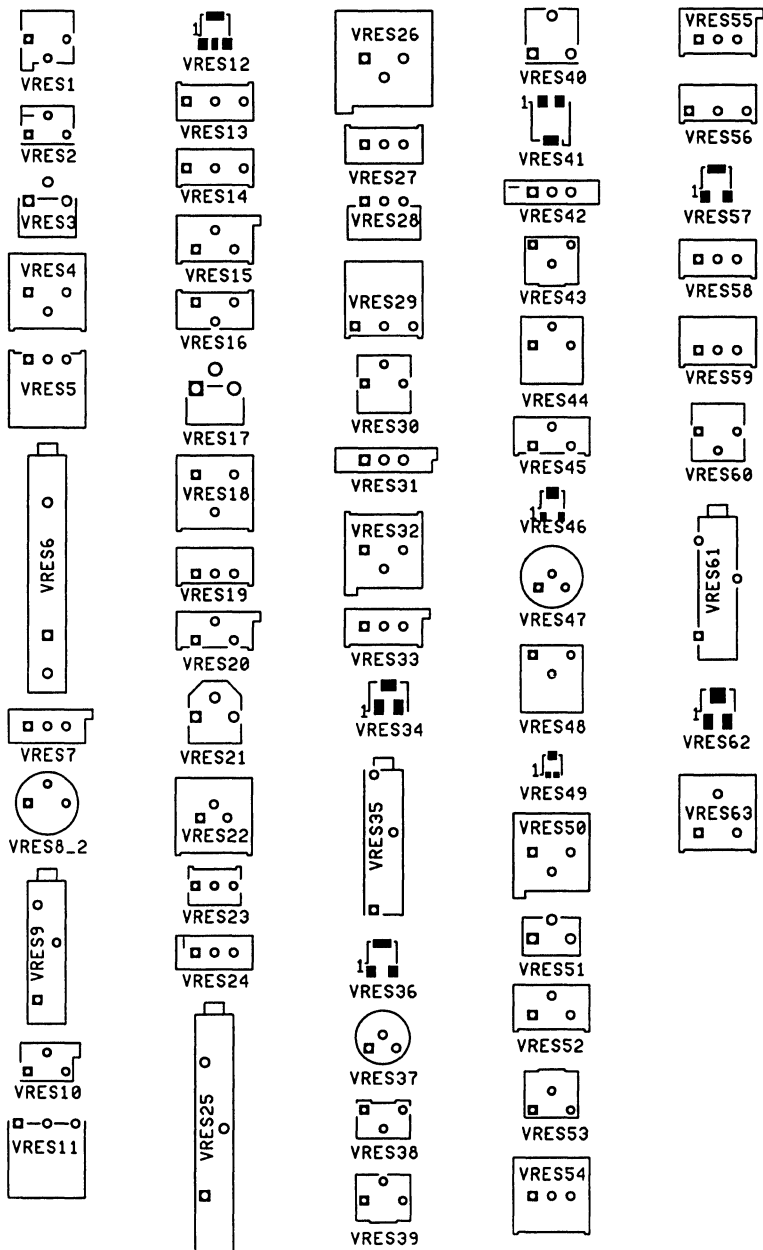 VRES1
VRES2
VRES3
VRES4
VRES5
VRES6
VRES7
VRES8_2
VRES9
VRES10
VRES11
1
VRES12
VRES13
VRES14
VRES15
VRES16
VRES17
VRES18
VRES19
VRES20
VRES21
VRES22
VRES23
VRES24
VRES25
VRES26
VRES27
VRES28
VRES29
VRES30
VRES31
VRES32
VRES33
1
VRES34
VRES35
1
VRES36
VRES37
VRES38
VRES39
VRES40
1
VRES41
VRES42
VRES43
VRES44
VRES45
1
VRES46
VRES47
VRES48
1
VRES49
VRES50
VRES51
VRES52
VRES53
VRES54
VRES55
VRES56
1
VRES57
VRES58
VRES59
VRES60
VRES61
1
VRES62
VRES63